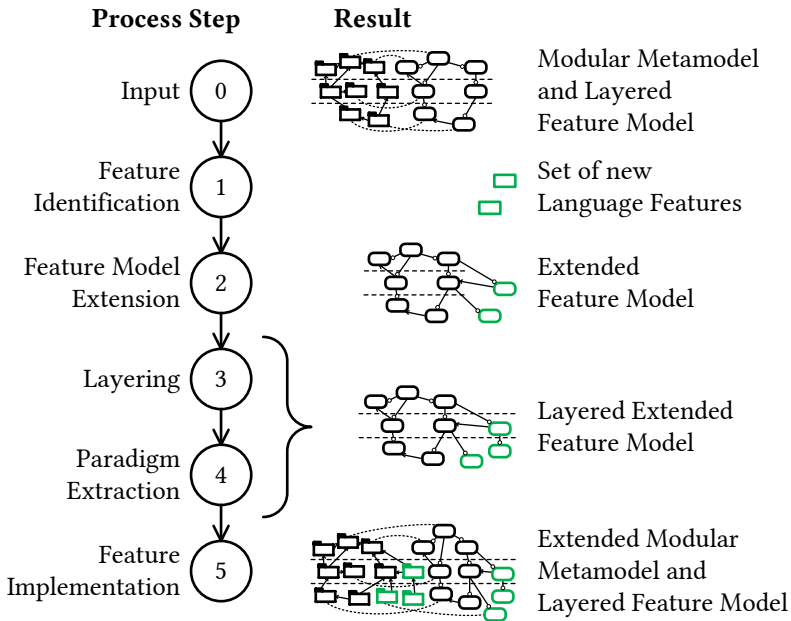 Process Step
Result
Input
0
Modular Metamodel
and Layered
Feature Model
Feature
Identification
1
Set of new
Language Features
Feature Model
Extension
2
Extended
Feature Model
Layering
3
Layered Extended
Feature Model
Paradigm
Extraction
4
Feature
Implementation
5
Extended Modular
Metamodel and
Layered Feature Model